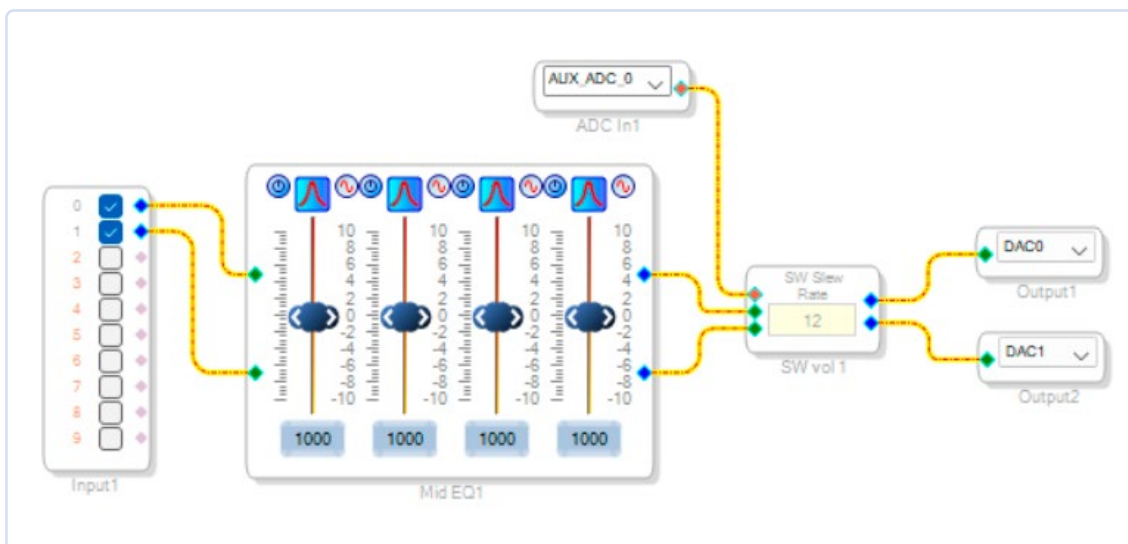 AUX_ADC_0
ADC In1
0
1
2
3
4
5
6
7
8
9
Input1
10 10 10 10
8 8 8 8
6 6 6 6
4 4 4 4
2 2 2 2
0 0 0 0
-2 -2 -2 -2
-4 -4 -4 -4
-6 -6 -6 -6
-8 -8 -8 -8
-10 -10 -10 -10
1000 1000 1000 1000
Mid EQ1
SW Slew
Rate
12
SW vol 1
DAC0
Output1
DAC1
Output2